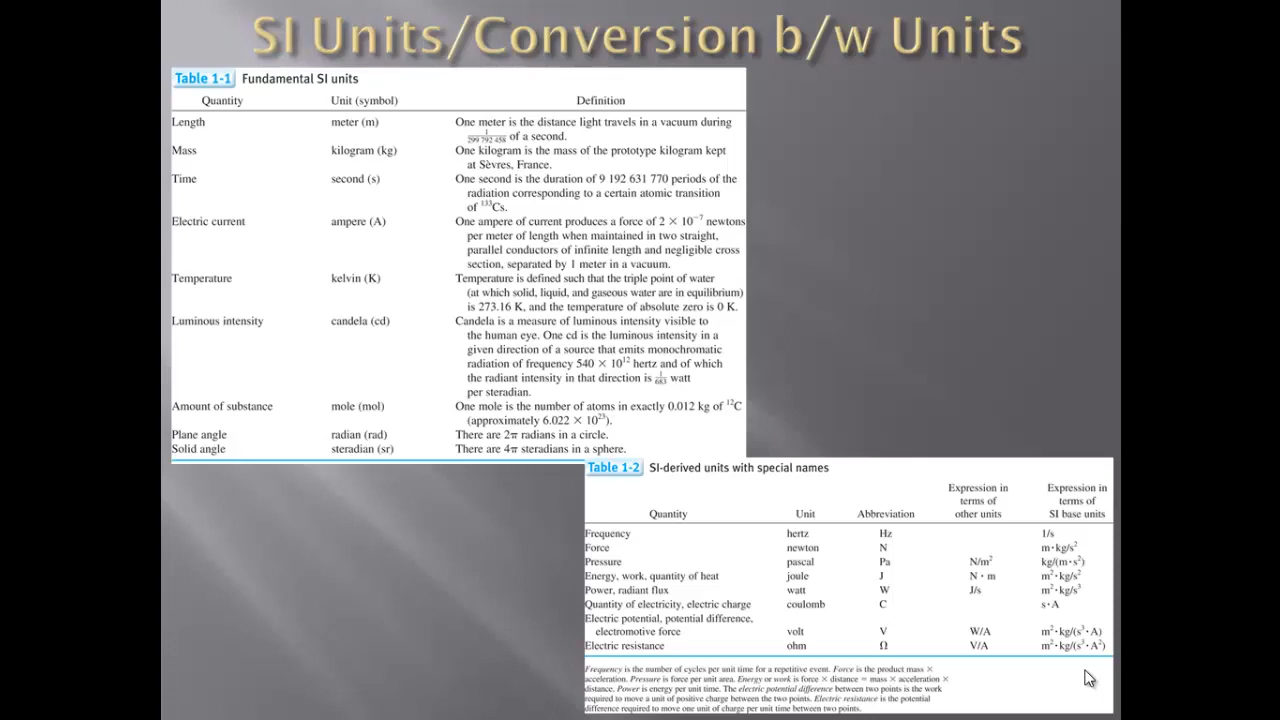 SI Units/Conversion b/w Units
Table 1-1 Fundamental SI units
Quantity Unit (symbol) Definition
Length meter (m) One meter is the distance light travels in a vacuum during
1/299 792 458 of a second.
Mass kilogram (kg) One kilogram is the mass of the prototype kilogram kept
at Sèvres, France.
Time second (s) One second is the duration of 9 192 631 770 periods of the
radiation corresponding to a certain atomic transition
of ¹³³Cs.
Electric current ampere (A) One ampere of current produces a force of 2 × 10⁻⁷ newtons
per meter of length when maintained in two straight,
parallel conductors of infinite length and negligible cross
section, separated by 1 meter in a vacuum.
Temperature kelvin (K) Temperature is defined such that the triple point of water
(at which solid, liquid, and gaseous water are in equilibrium)
is 273.16 K, and the temperature of absolute zero is 0 K.
Luminous intensity candela (cd) Candela is a measure of luminous intensity visible to
the human eye. One cd is the luminous intensity in a
given direction of a source that emits monochromatic
radiation of frequency 540 × 10¹² hertz and of which
the radiant intensity in that direction is 1/683 watt
per steradian.
Amount of substance mole (mol) One mole is the number of atoms in exactly 0.012 kg of ¹²C
(approximately 6.022 × 10²³).
Plane angle radian (rad) There are 2π radians in a circle.
Solid angle steradian (sr) There are 4π steradians in a sphere.
Table 1-2 SI-derived units with special names
Expression in Expression in
terms of terms of
Quantity Unit Abbreviation other units SI base units
Frequency hertz Hz 1/s
Force newton N m·kg/s²
Pressure pascal Pa N/m² kg/(m·s²)
Energy, work, quantity of heat joule J N · m m²·kg/s²
Power, radiant flux watt W J/s m²·kg/s³
Quantity of electricity, electric charge coulomb C s·A
Electric potential, potential difference,
electromotive force volt V W/A m²·kg/(s³·A)
Electric resistance ohm Ω V/A m²·kg/(s³·A²)
Frequency is the number of cycles per unit time for a repetitive event. Force is the product mass ×
acceleration. Pressure is force per unit area. Energy or work is force × distance = mass × acceleration ×
distance. Power is energy per unit time. The electric potential difference between two points is the work
required to move a unit of positive charge between the two points. Electric resistance is the potential
difference required to move one unit of charge per unit time between two points.